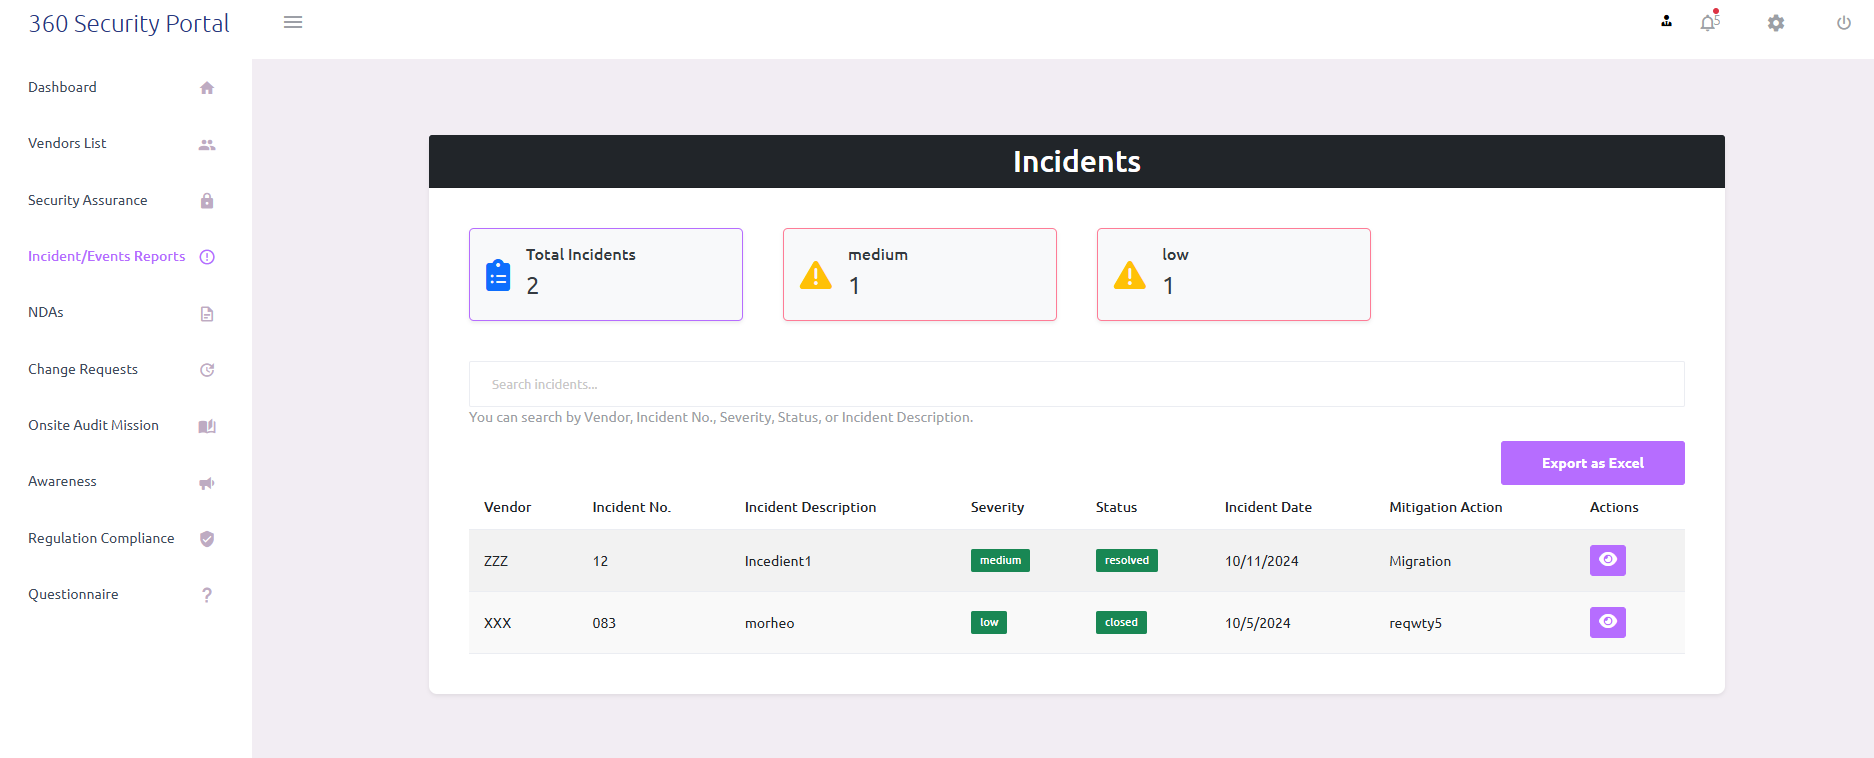 360 Security Portal
5
Dashboard
Vendors List
Security Assurance
Incident/Events Reports
NDAs
Change Requests
Onsite Audit Mission
Awareness
Regulation Compliance
Questionnaire
Incidents
Total Incidents
2
medium
1
low
1
Search incidents...
You can search by Vendor, Incident No., Severity, Status, or Incident Description.
Export as Excel
Vendor Incident No. Incident Description Severity Status Incident Date Mitigation Action Actions
ZZZ 12 Incedient1 medium resolved 10/11/2024 Migration
XXX 083 morheo low closed 10/5/2024 reqwty5